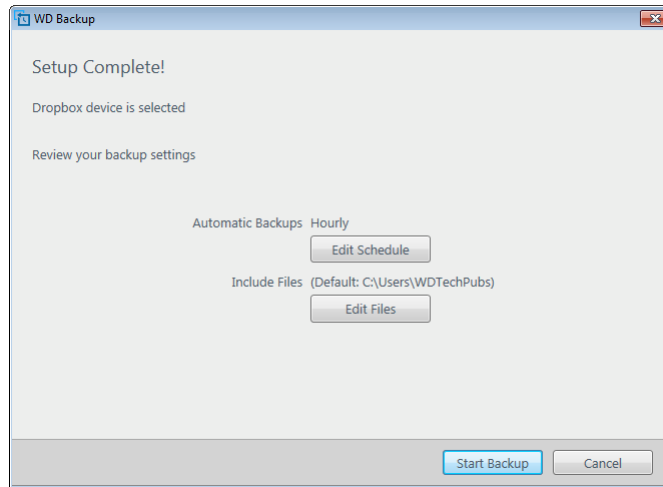 WD Backup
Setup Complete!
Dropbox device is selected
Review your backup settings
Automatic Backups Hourly
Edit Schedule
Include Files (Default: C:\Users\WDTechPubs)
Edit Files
Start Backup Cancel